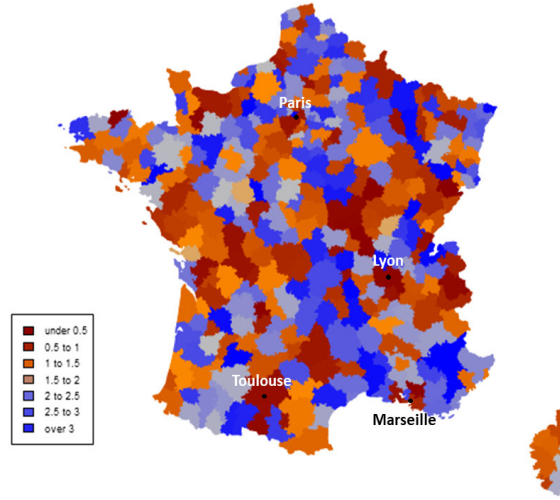 Paris
Lyon
Toulouse
Marseille
under 0.5
0.5 to 1
1 to 1.5
1.5 to 2
2 to 2.5
2.5 to 3
over 3